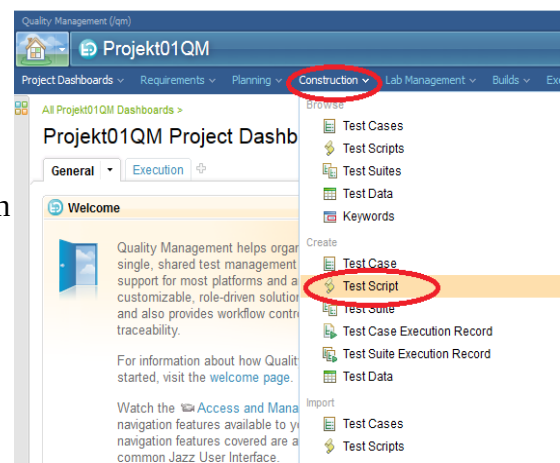 Quality Management (/qm)
Projekt01QM
Project Dashboards Requirements Planning Construction Lab Management Builds
All Projekt01QM Dashboards >
Projekt01QM Project Dashb
General Execution
n
Welcome
Quality Management helps organ
single, shared test management
support for most platforms and a
customizable, role-driven solution
and also provides workflow contr
traceability.
For information about how Qualit
started, visit the welcome page.
Watch the Access and Mana
navigation features available to y
navigation features covered are a
common Jazz User Interface.
Browse
Test Cases
Test Scripts
Test Suites
Test Data
Keywords
Create
Test Case
Test Script
Test Suite
Test Case Execution Record
Test Suite Execution Record
Test Data
Import
Test Cases
Test Scripts